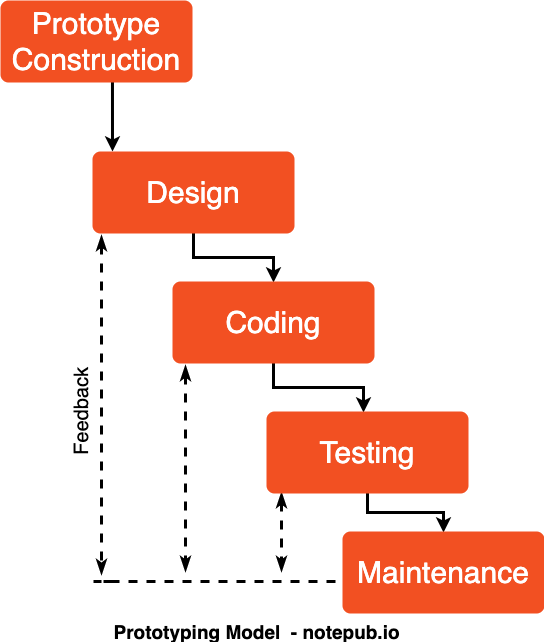 Prototype
Construction
Design
Coding
Feedback
Testing
Maintenance
Prototyping Model - notepub.io